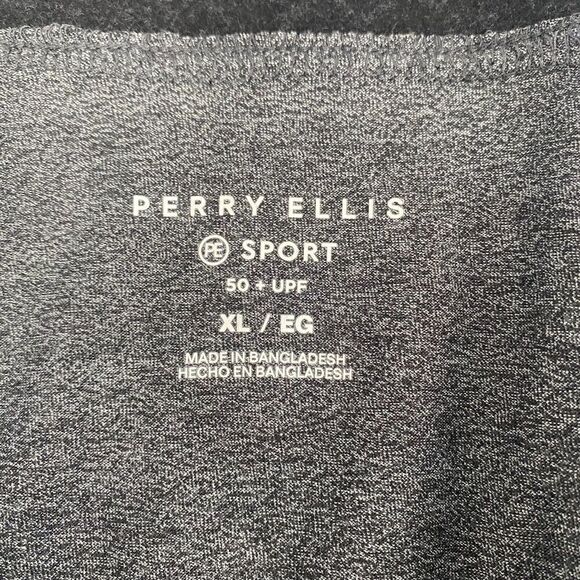 PERRY ELLIS
PE SPORT
50 + UPF
XL / EG
MADE IN BANGLADESH
HECHO EN BANGLADESH